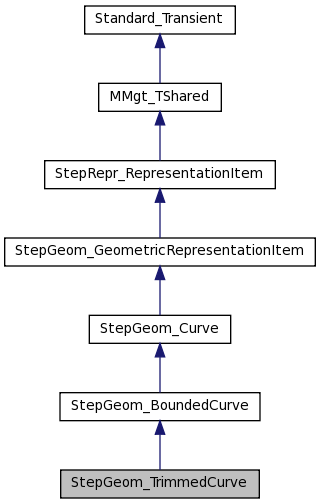 Standard_Transient
MMgt_TShared
StepRepr_RepresentationItem
StepGeom_GeometricRepresentationItem
StepGeom_Curve
StepGeom_BoundedCurve
StepGeom_TrimmedCurve